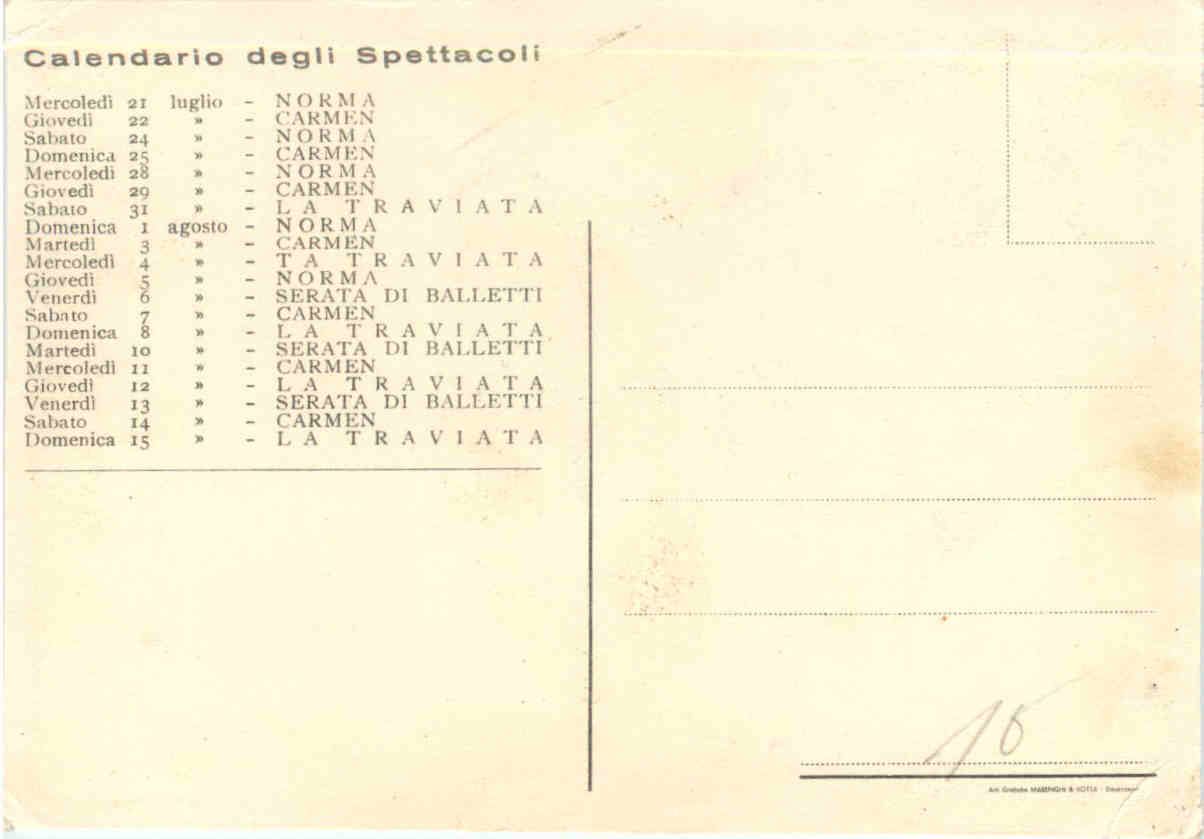 Calendario degli Spettacoli
Mercoledì 21 luglio - NORMA
Giovedì 22 » - CARMEN
Sabato 24 » - NORMA
Domenica 25 » - CARMEN
Mercoledì 28 » - NORMA
Giovedì 29 » - CARMEN
Sabato 31 » - LA TRAVIATA
Domenica 1 agosto - NORMA
Martedì 3 » - CARMEN
Mercoledì 4 » - TA TRAVIATA
Giovedì 5 » - NORMA
Venerdì 6 » - SERATA DI BALLETTI
Sabato 7 » - CARMEN
Domenica 8 » - LA TRAVIATA
Martedì 10 » - SERATA DI BALLETTI
Mercoledì 11 » - CARMEN
Giovedì 12 » - LA TRAVIATA
Venerdì 13 » - SERATA DI BALLETTI
Sabato 14 » - CARMEN
Domenica 15 » - LA TRAVIATA
16
Arti Grafiche MARENGHI &